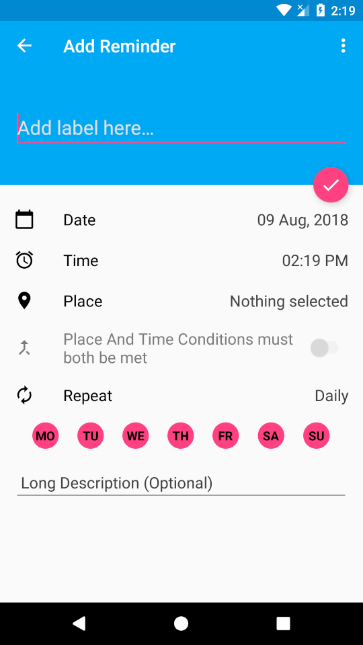 2:19
Add Reminder
Add label here...
Date 09 Aug, 2018
Time 02:19 PM
Place Nothing selected
Place And Time Conditions must
both be met
Repeat Daily
MO TU WE TH FR SA SU
Long Description (Optional)